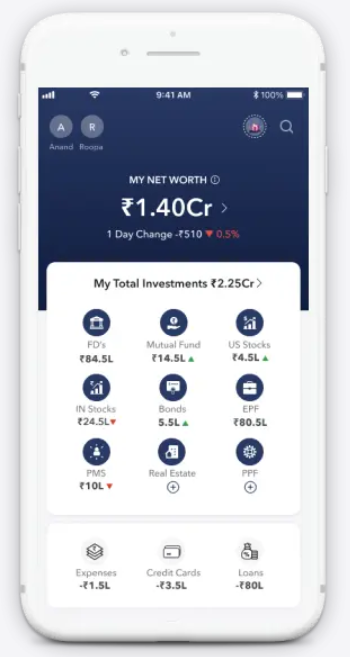 9:41 AM
100%
A R
Anand Roopa
MY NET WORTH
₹1.40Cr >
1 Day Change -₹510 ▼ 0.5%
My Total Investments ₹2.25Cr >
FD's Mutual Fund US Stocks
₹84.5L ₹14.5L ▲ ₹4.5L ▲
IN Stocks Bonds EPF
₹24.5L▼ 5.5L ▲ ₹80.5L
PMS Real Estate PPF
₹10L ▼
Expenses Credit Cards Loans
-₹1.5L -₹3.5L -₹80L